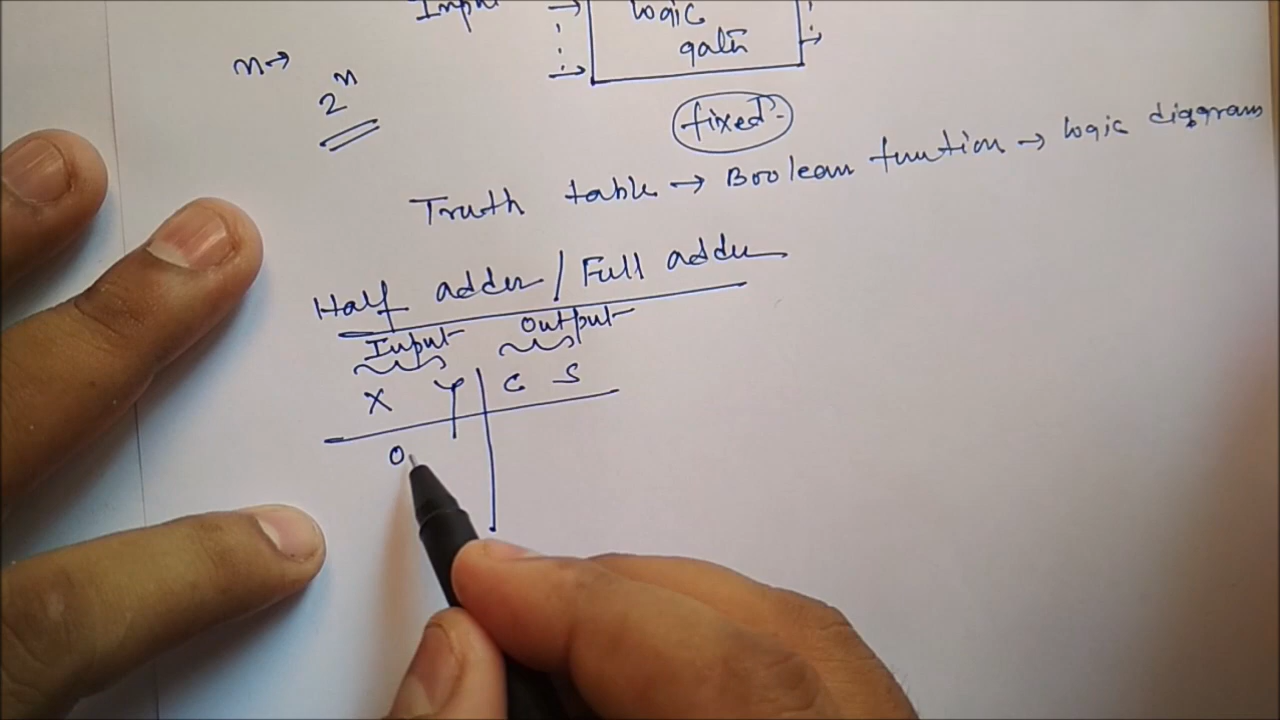 Input → logic
gate
n→
2^n
fixed
Truth table → Boolean function → logic diagram
Half adder / Full adder
Input Output
X Y C S
0